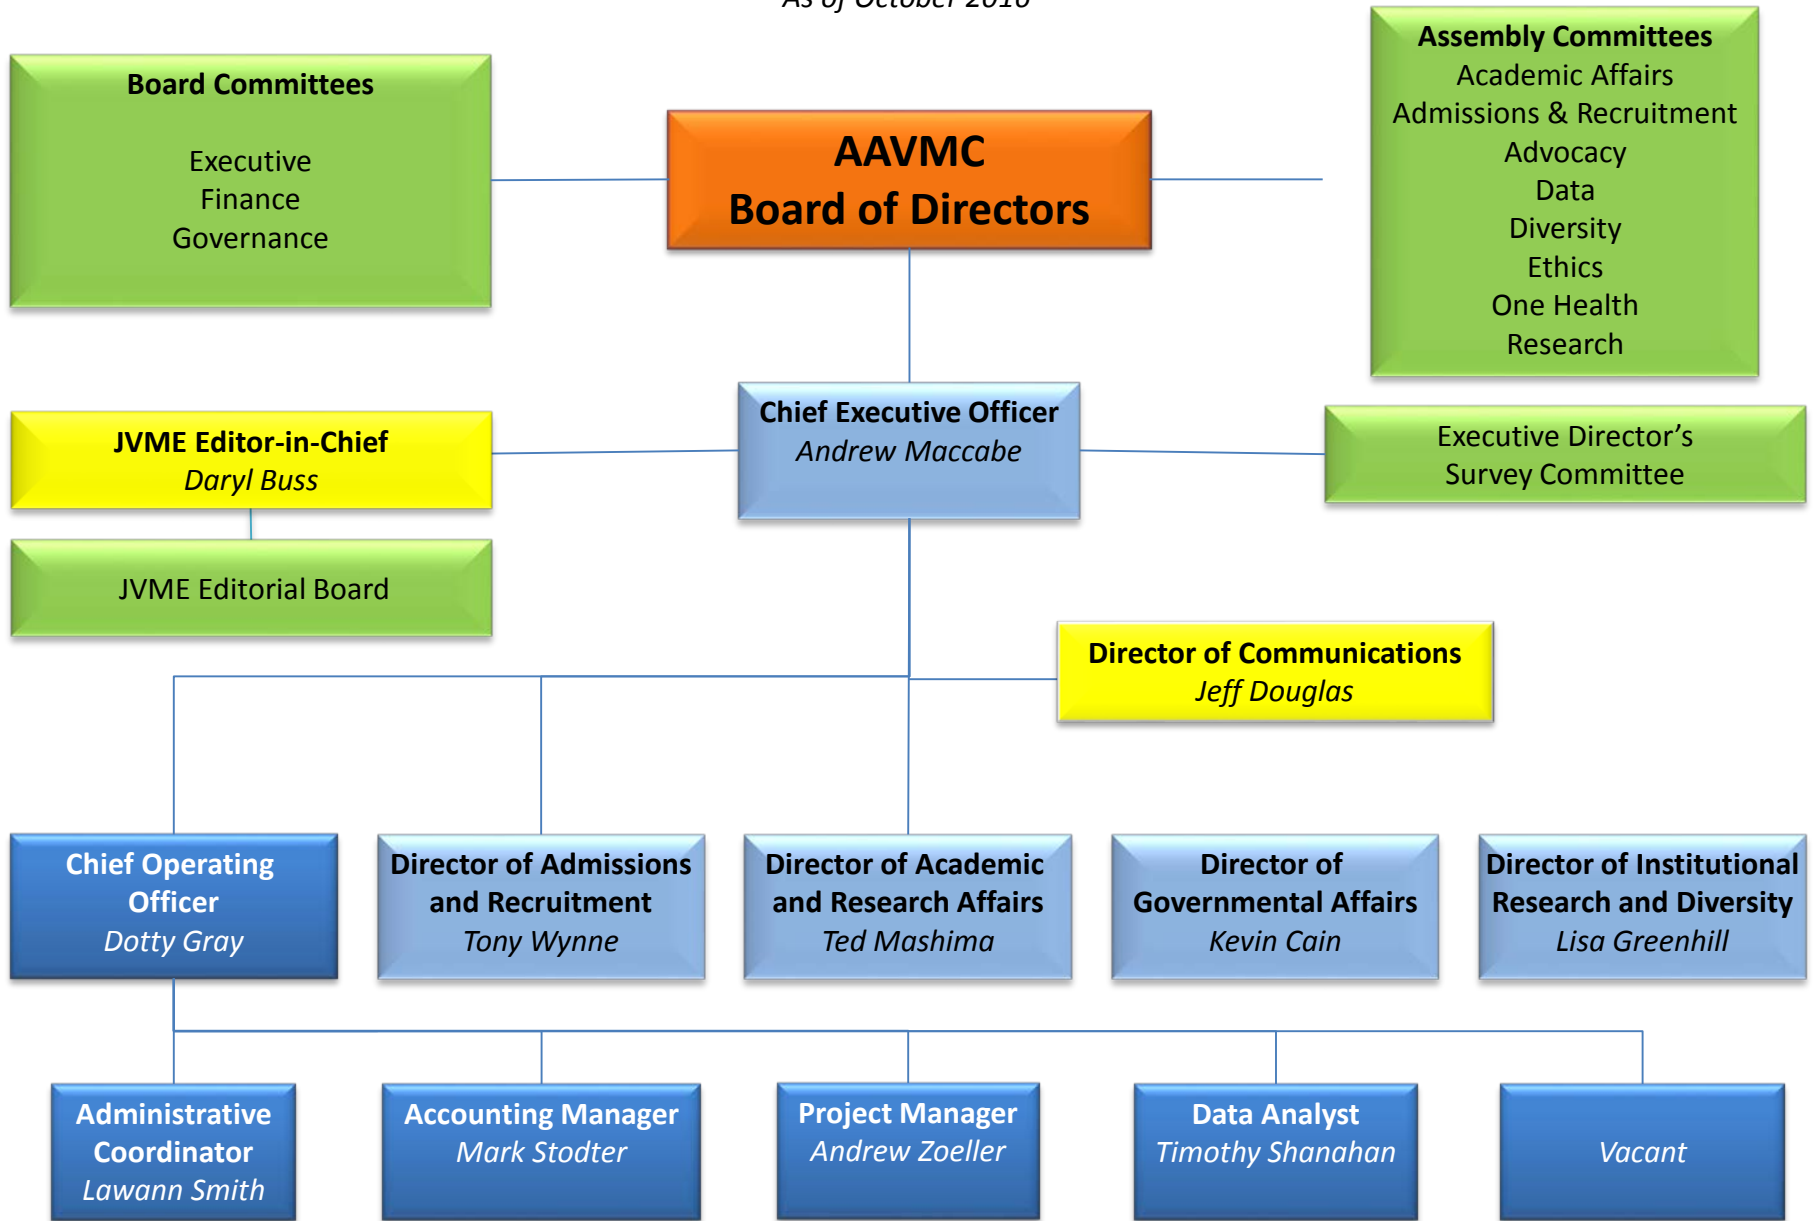 As of October 2016
Board Committees
Executive
Finance
Governance
AAVMC
Board of Directors
Assembly Committees
Academic Affairs
Admissions & Recruitment
Advocacy
Data
Diversity
Ethics
One Health
Research
JVME Editor-in-Chief
Daryl Buss
Chief Executive Officer
Andrew Maccabe
Executive Director’s
Survey Committee
JVME Editorial Board
Director of Communications
Jeff Douglas
Chief Operating
Officer
Dotty Gray
Director of Admissions
and Recruitment
Tony Wynne
Director of Academic
and Research Affairs
Ted Mashima
Director of
Governmental Affairs
Kevin Cain
Director of Institutional
Research and Diversity
Lisa Greenhill
Administrative
Coordinator
Lawann Smith
Accounting Manager
Mark Stodter
Project Manager
Andrew Zoeller
Data Analyst
Timothy Shanahan
Vacant